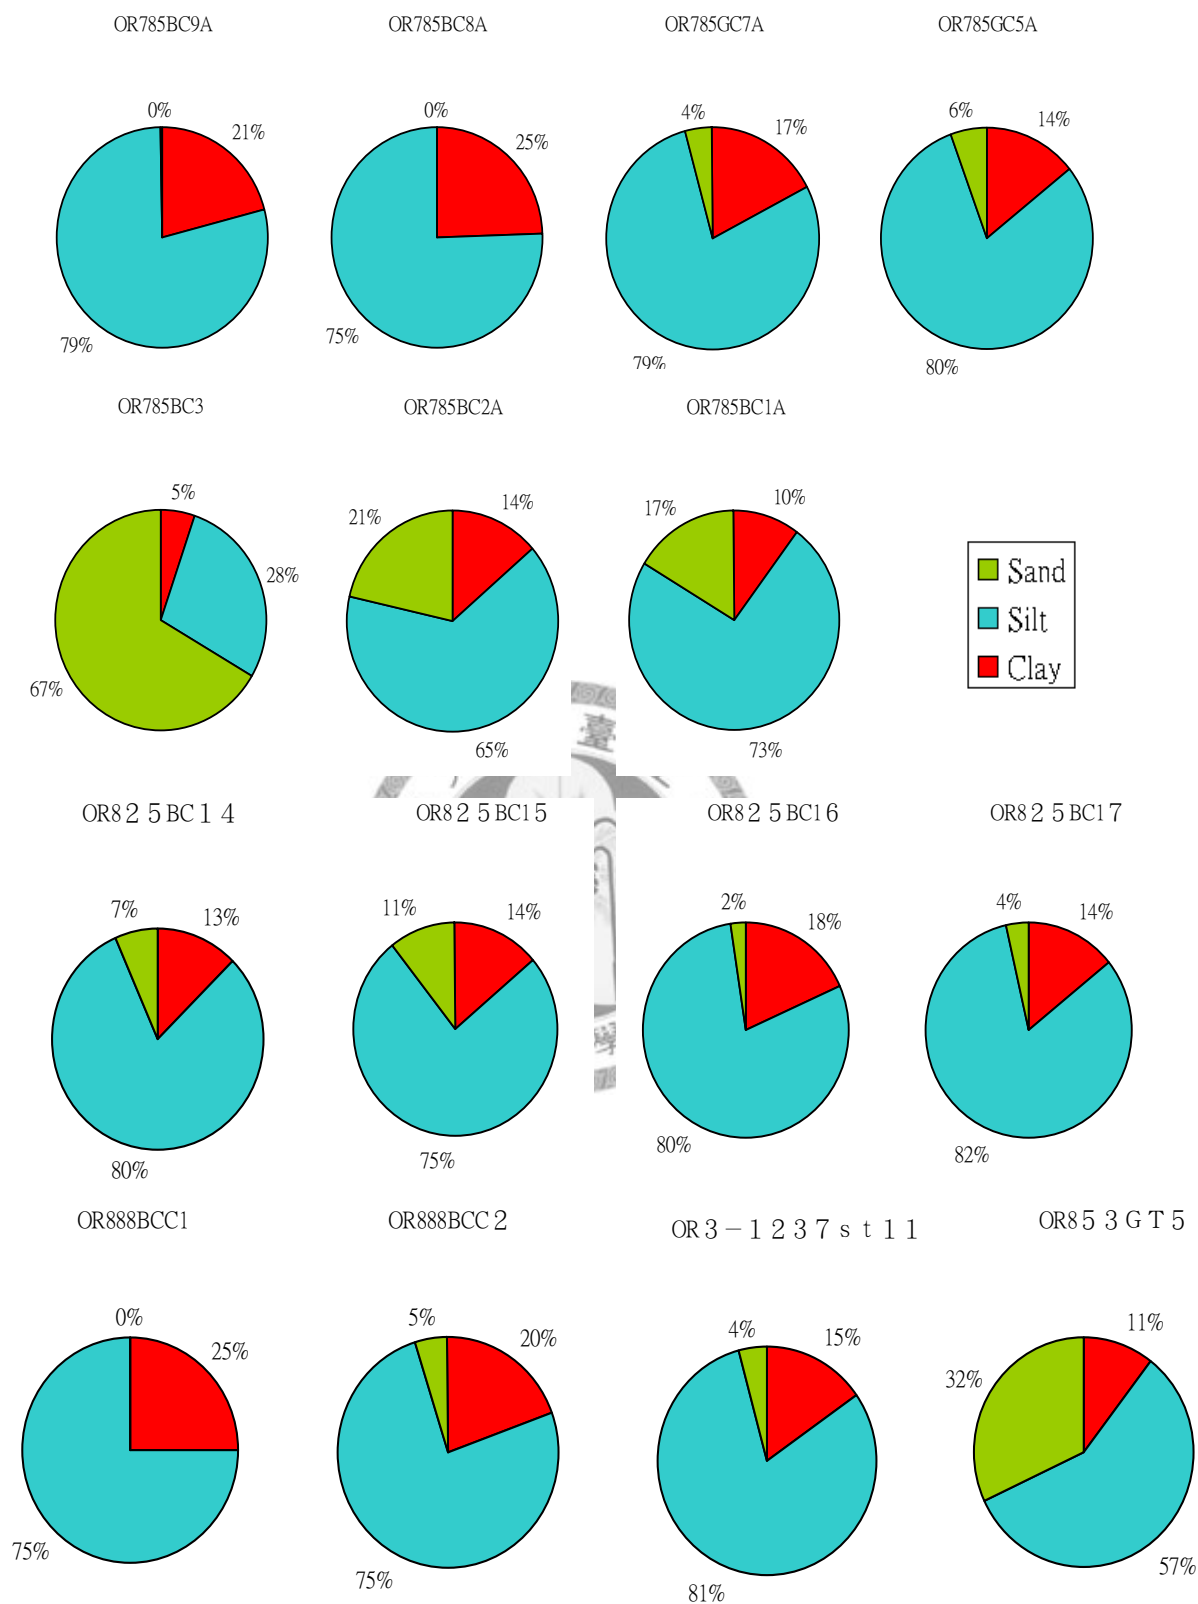 OR785BC9A OR785BC8A OR785GC7A OR785GC5A
0% 21% 79%
0% 25% 75%
4% 17% 79%
6% 14% 80%
OR785BC3 OR785BC2A OR785BC1A
5% 28% 67%
21% 14% 65%
17% 10% 73%
Sand
Silt
Clay
臺
OR8２５BC１４ OR8２５BC1５ OR8２５BC1６ OR8２５BC1７
7% 13% 80%
11% 14% 75%
2% 18% 80%
4% 14% 82%
OR888BCC1 OR888BCC２ OR３－１２３７ｓｔ１１ OR8５３ＧＴ５
0% 25% 75%
5% 20% 75%
4% 15% 81%
32% 11% 57%